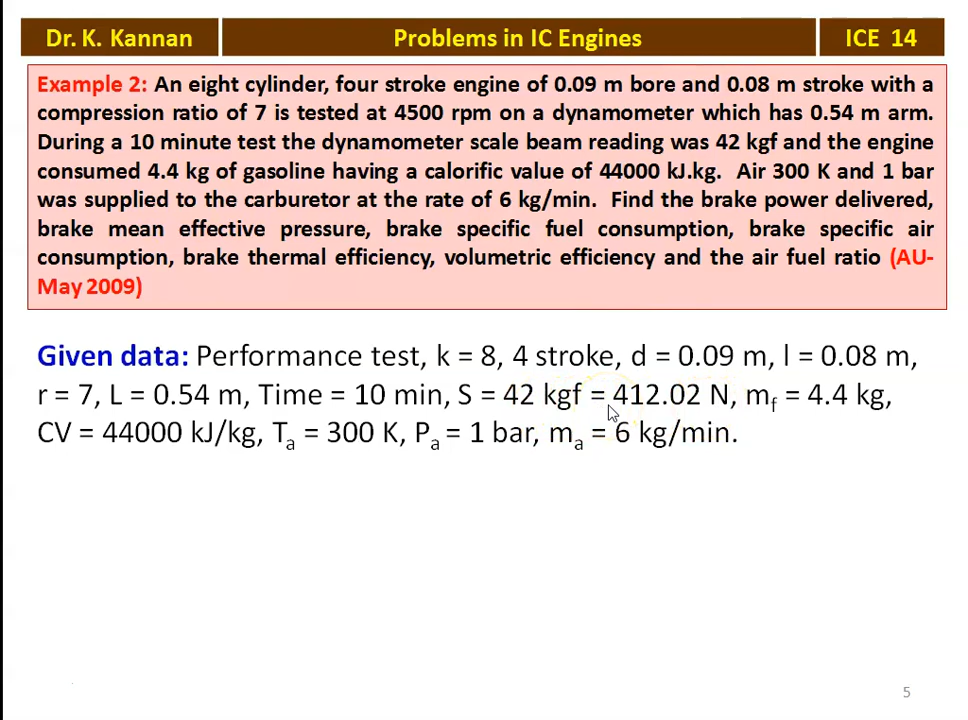 Dr. K. Kannan
Problems in IC Engines
ICE 14
Example 2: An eight cylinder, four stroke engine of 0.09 m bore and 0.08 m stroke with a
compression ratio of 7 is tested at 4500 rpm on a dynamometer which has 0.54 m arm.
During a 10 minute test the dynamometer scale beam reading was 42 kgf and the engine
consumed 4.4 kg of gasoline having a calorific value of 44000 kJ.kg. Air 300 K and 1 bar
was supplied to the carburetor at the rate of 6 kg/min. Find the brake power delivered,
brake mean effective pressure, brake specific fuel consumption, brake specific air
consumption, brake thermal efficiency, volumetric efficiency and the air fuel ratio (AU-
May 2009)
Given data: Performance test, k = 8, 4 stroke, d = 0.09 m, l = 0.08 m,
r = 7, L = 0.54 m, Time = 10 min, S = 42 kgf = 412.02 N, mf = 4.4 kg,
CV = 44000 kJ/kg, Ta = 300 K, Pa = 1 bar, ma = 6 kg/min.
5